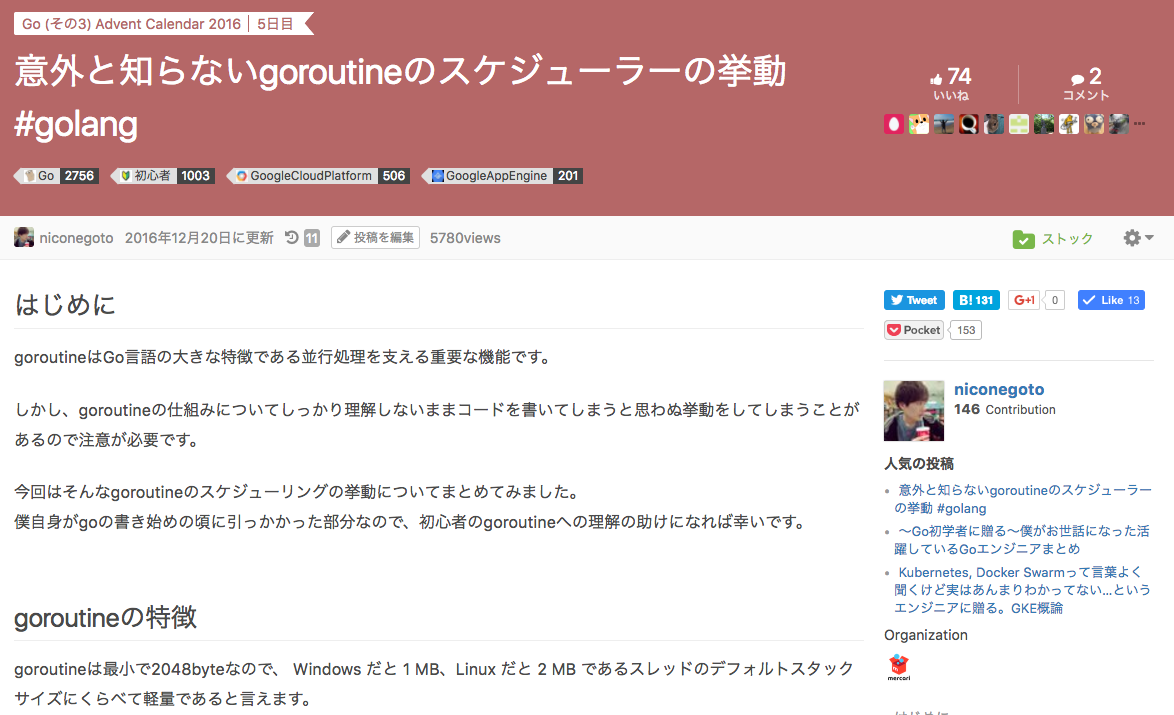 Go (その3) Advent Calendar 2016 | 5日目
意外と知らないgoroutineのスケジューラーの挙動
#golang
74
いいね
2
コメント
Go 2756
初心者 1003
GoogleCloudPlatform 506
GoogleAppEngine 201
niconegoto 2016年12月20日に更新 11 投稿を編集 5780views
ストック
はじめに
goroutineはGo言語の大きな特徴である並行処理を支える重要な機能です。
しかし、goroutineの仕組みについてしっかり理解しないままコードを書いてしまうと思わぬ挙動をしてしまうことが
あるので注意が必要です。
今回はそんなgoroutineのスケジューリングの挙動についてまとめてみました。
僕自身がgoの書き始めの頃に引っかかった部分なので、初心者のgoroutineへの理解の助けになれば幸いです。
goroutineの特徴
goroutineは最小で2048byteなので、 Windows だと 1 MB、Linux だと 2 MB であるスレッドのデフォルトスタック
サイズにくらべて軽量であると言えます。
Tweet
B! 131
G+1 0
Like 13
Pocket 153
niconegoto
146 Contribution
人気の投稿
意外と知らないgoroutineのスケジューラー
の挙動 #golang
〜Go初学者に贈る〜僕がお世話になった活
躍しているGoエンジニアまとめ
Kubernetes, Docker Swarmって言葉よく
聞くけど実はあんまりわかってない...という
エンジニアに贈る。GKE概論
Organization
mercari
はじめに